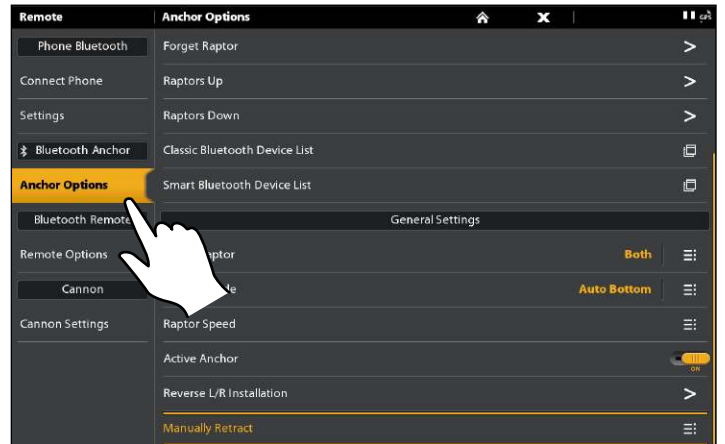 Remote
Anchor Options
X
GPS
Phone Bluetooth
Connect Phone
Settings
Bluetooth Anchor
Anchor Options
Bluetooth Remote
Remote Options
Cannon
Cannon Settings
Forget Raptor
Raptors Up
Raptors Down
Classic Bluetooth Device List
Smart Bluetooth Device List
General Settings
ptor
Both
de
Auto Bottom
Raptor Speed
Active Anchor
ON
Reverse L/R Installation
Manually Retract